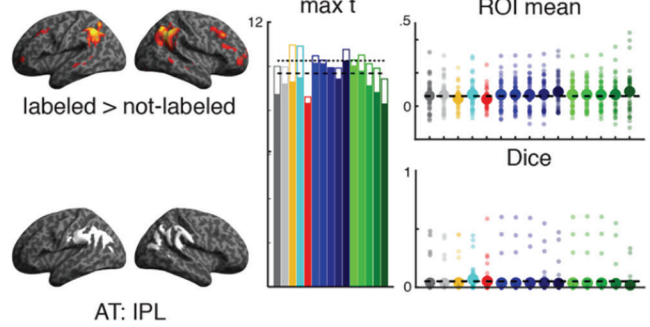 max t
ROI mean
12
.5
0
labeled > not-labeled
Dice
1
0
AT: IPL